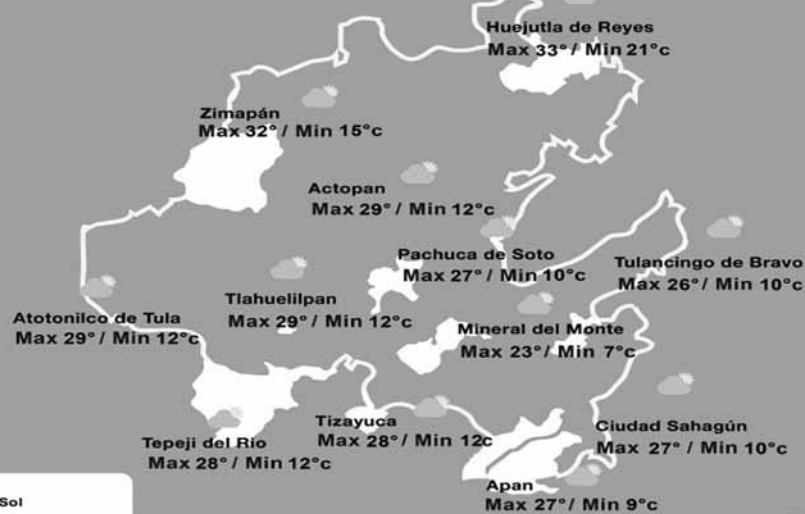 Huejutla de Reyes
Max 33° / Min 21°c
Zimapán
Max 32° / Min 15°c
Actopan
Max 29° / Min 12°c
Pachuca de Soto
Max 27° / Min 10°c
Tulancingo de Bravo
Max 26° / Min 10°c
Tlahuelilpan
Max 29° / Min 12°c
Atotonilco de Tula
Max 29° / Min 12°c
Mineral del Monte
Max 23° / Min 7°c
Tizayuca
Max 28° / Min 12c
Ciudad Sahagún
Max 27° / Min 10°c
Tepeji del Río
Max 28° / Min 12°c
Apan
Max 27° / Min 9°c
Sol